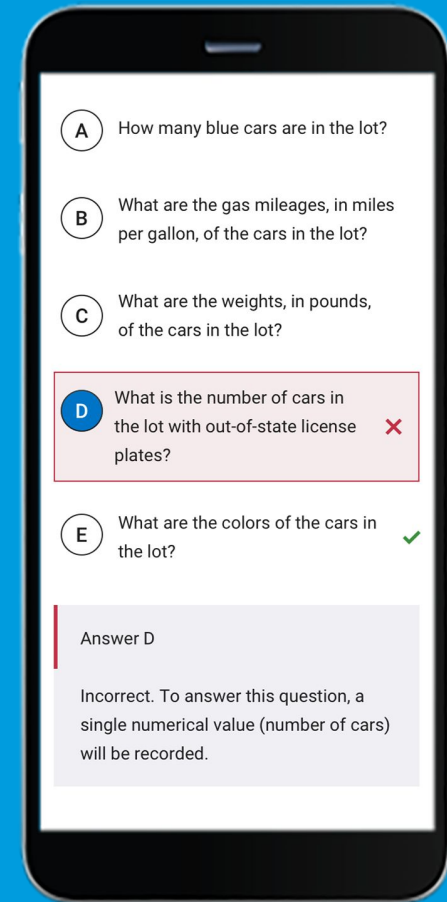 A How many blue cars are in the lot?
B What are the gas mileages, in miles
per gallon, of the cars in the lot?
C What are the weights, in pounds,
of the cars in the lot?
D What is the number of cars in
the lot with out-of-state license
plates?
E What are the colors of the cars in
the lot?
Answer D
Incorrect. To answer this question, a
single numerical value (number of cars)
will be recorded.